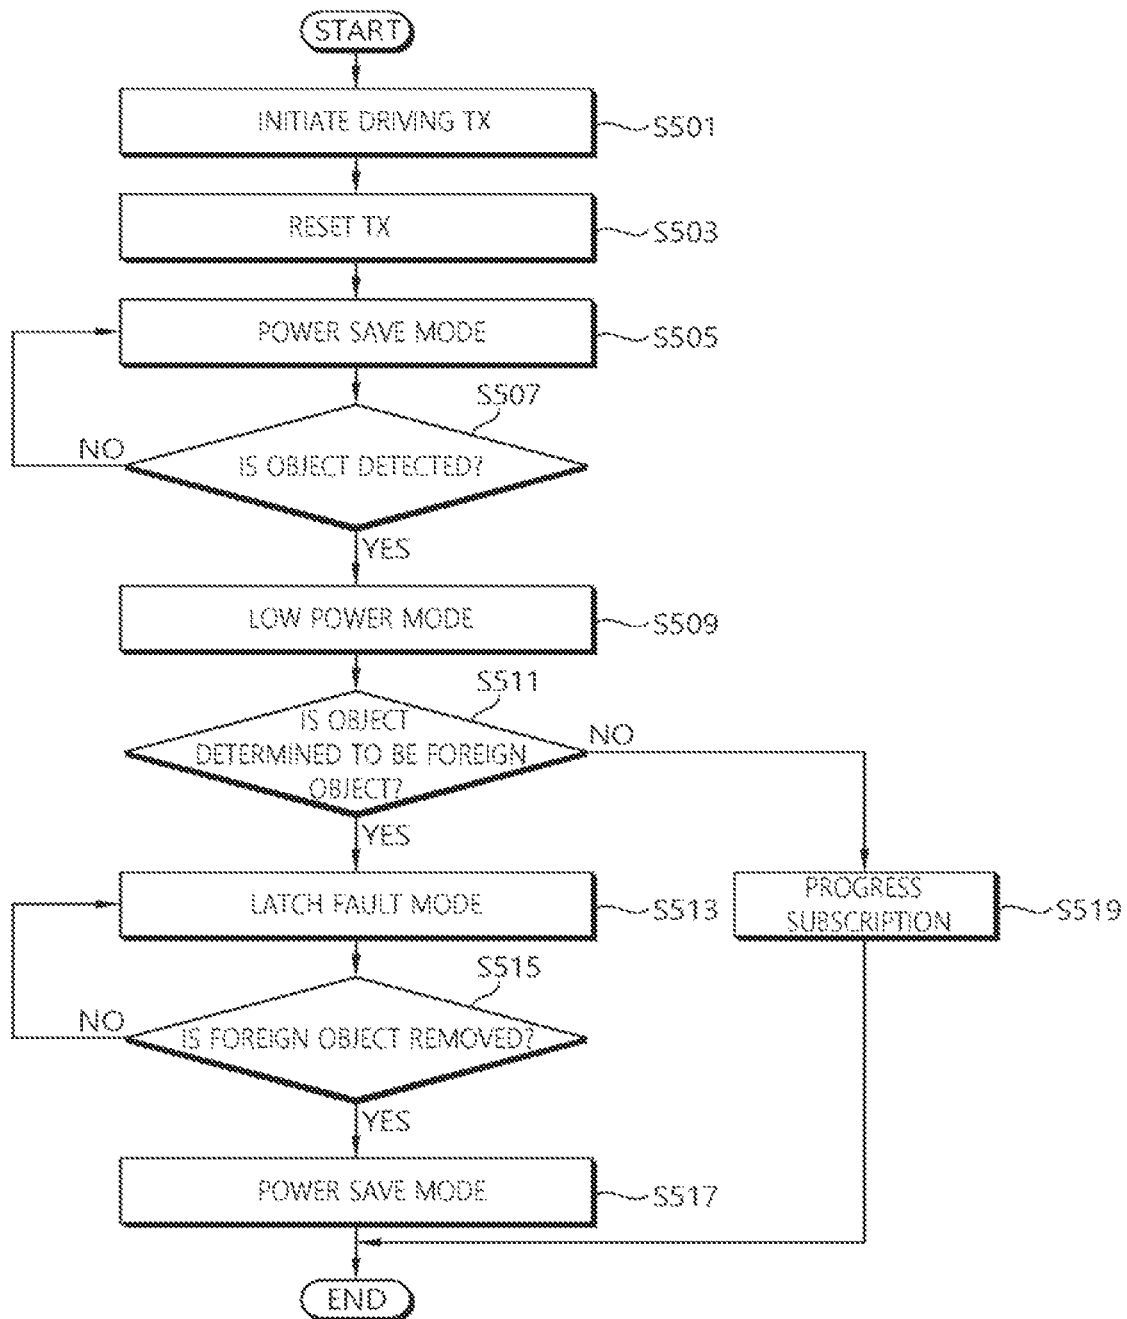 START
INITIATE DRIVING TX
S501
RESET TX
S503
POWER SAVE MODE
S505
S507
NO
IS OBJECT DETECTED?
YES
LOW POWER MODE
S509
S511
IS OBJECT
DETERMINED TO BE FOREIGN
OBJECT?
NO
YES
LATCH FAULT MODE
S513
PROGRESS
SUBSCRIPTION
S519
S515
NO
IS FOREIGN OBJECT REMOVED?
YES
POWER SAVE MODE
S517
END